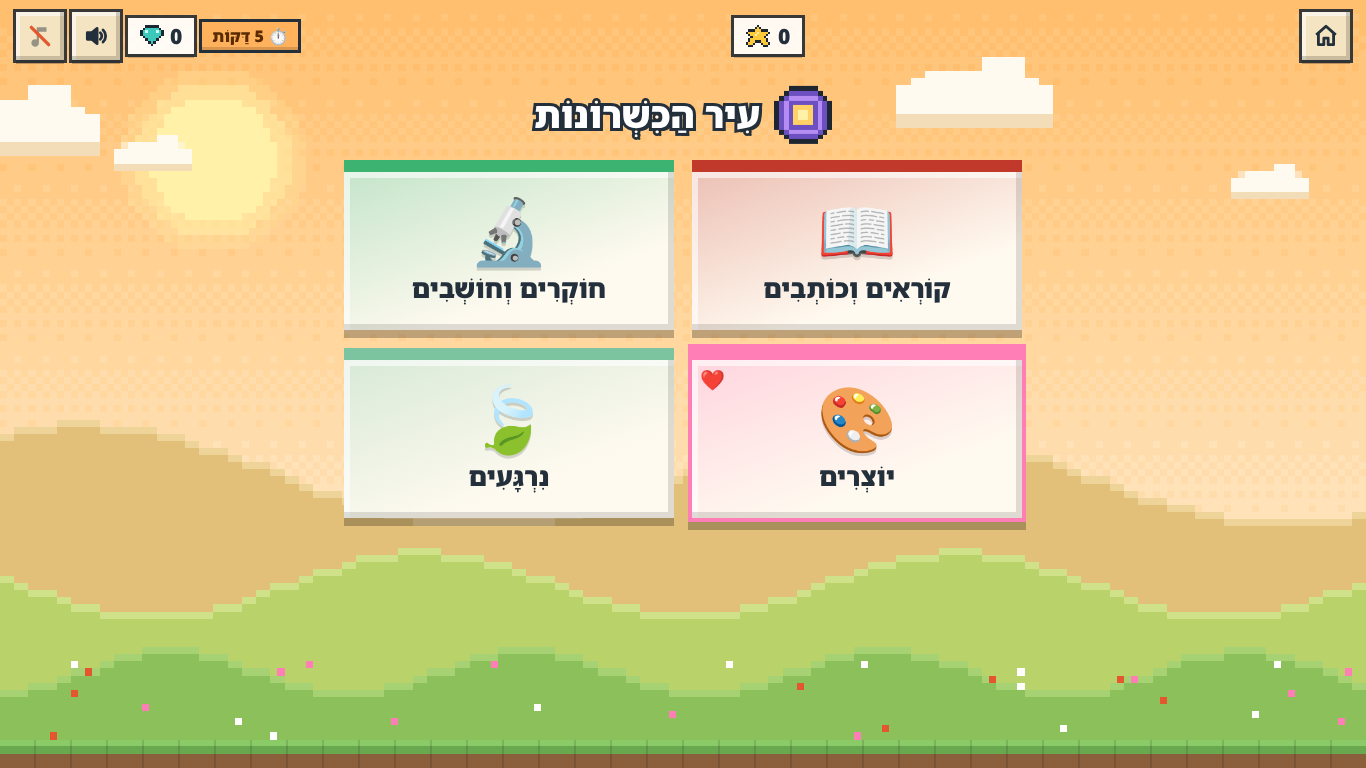 0
5 דַּקּוֹת
0
עִיר הַכִּשְׁרוֹנוֹת
קוֹרְאִים וְכוֹתְבִים
חוֹקְרִים וְחוֹשְׁבִים
יוֹצְרִים
נִרְגָּעִים